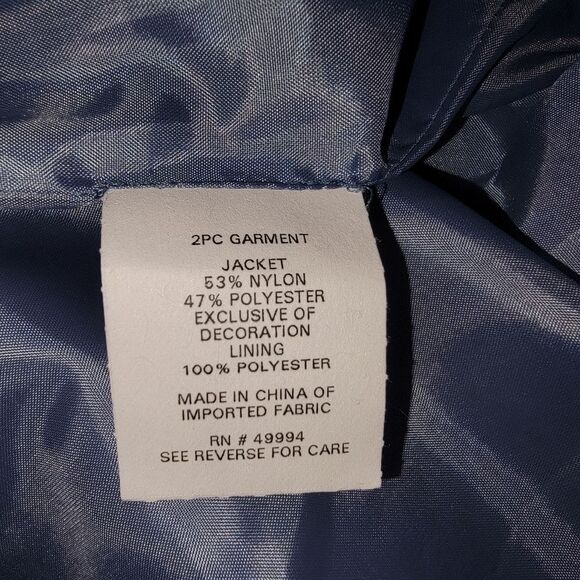 2PC GARMENT
JACKET
53% NYLON
47% POLYESTER
EXCLUSIVE OF
DECORATION
LINING
100% POLYESTER
MADE IN CHINA OF
IMPORTED FABRIC
RN # 49994
SEE REVERSE FOR CARE